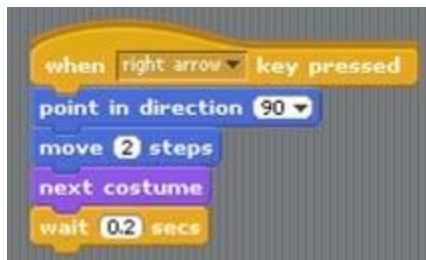 when right arrow key pressed
point in direction 90
move 2 steps
next costume
wait 0.2 secs